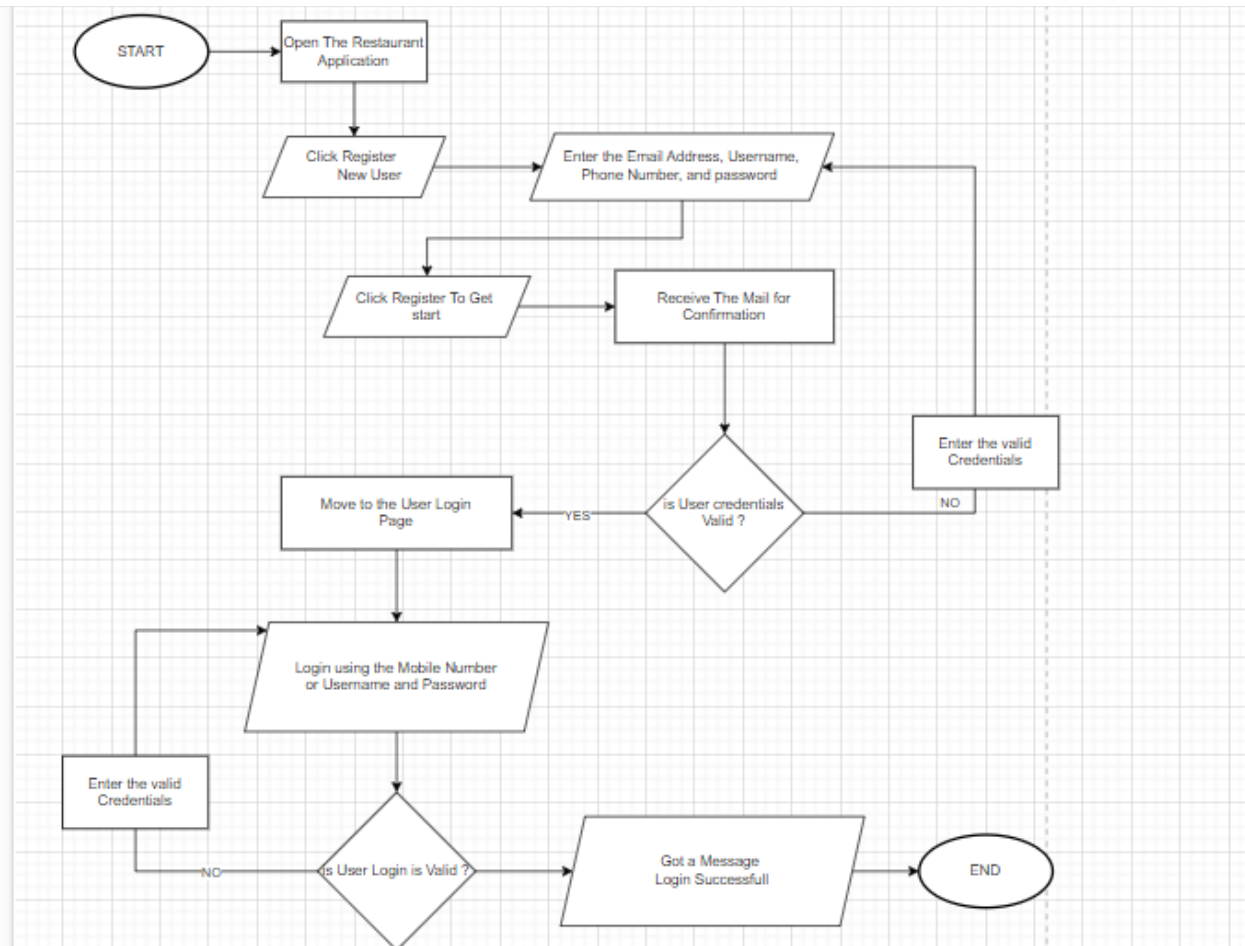 START
Open The Restaurant
Application
Click Register
New User
Enter the Email Address, Username,
Phone Number, and password
Click Register To Get
start
Receive The Mail for
Confirmation
Enter the valid
Credentials
NO
is User credentials
Valid ?
YES
Move to the User Login
Page
Login using the Mobile Number
or Username and Password
Enter the valid
Credentials
NO
is User Login is Valid ?
Got a Message
Login Successfull
END